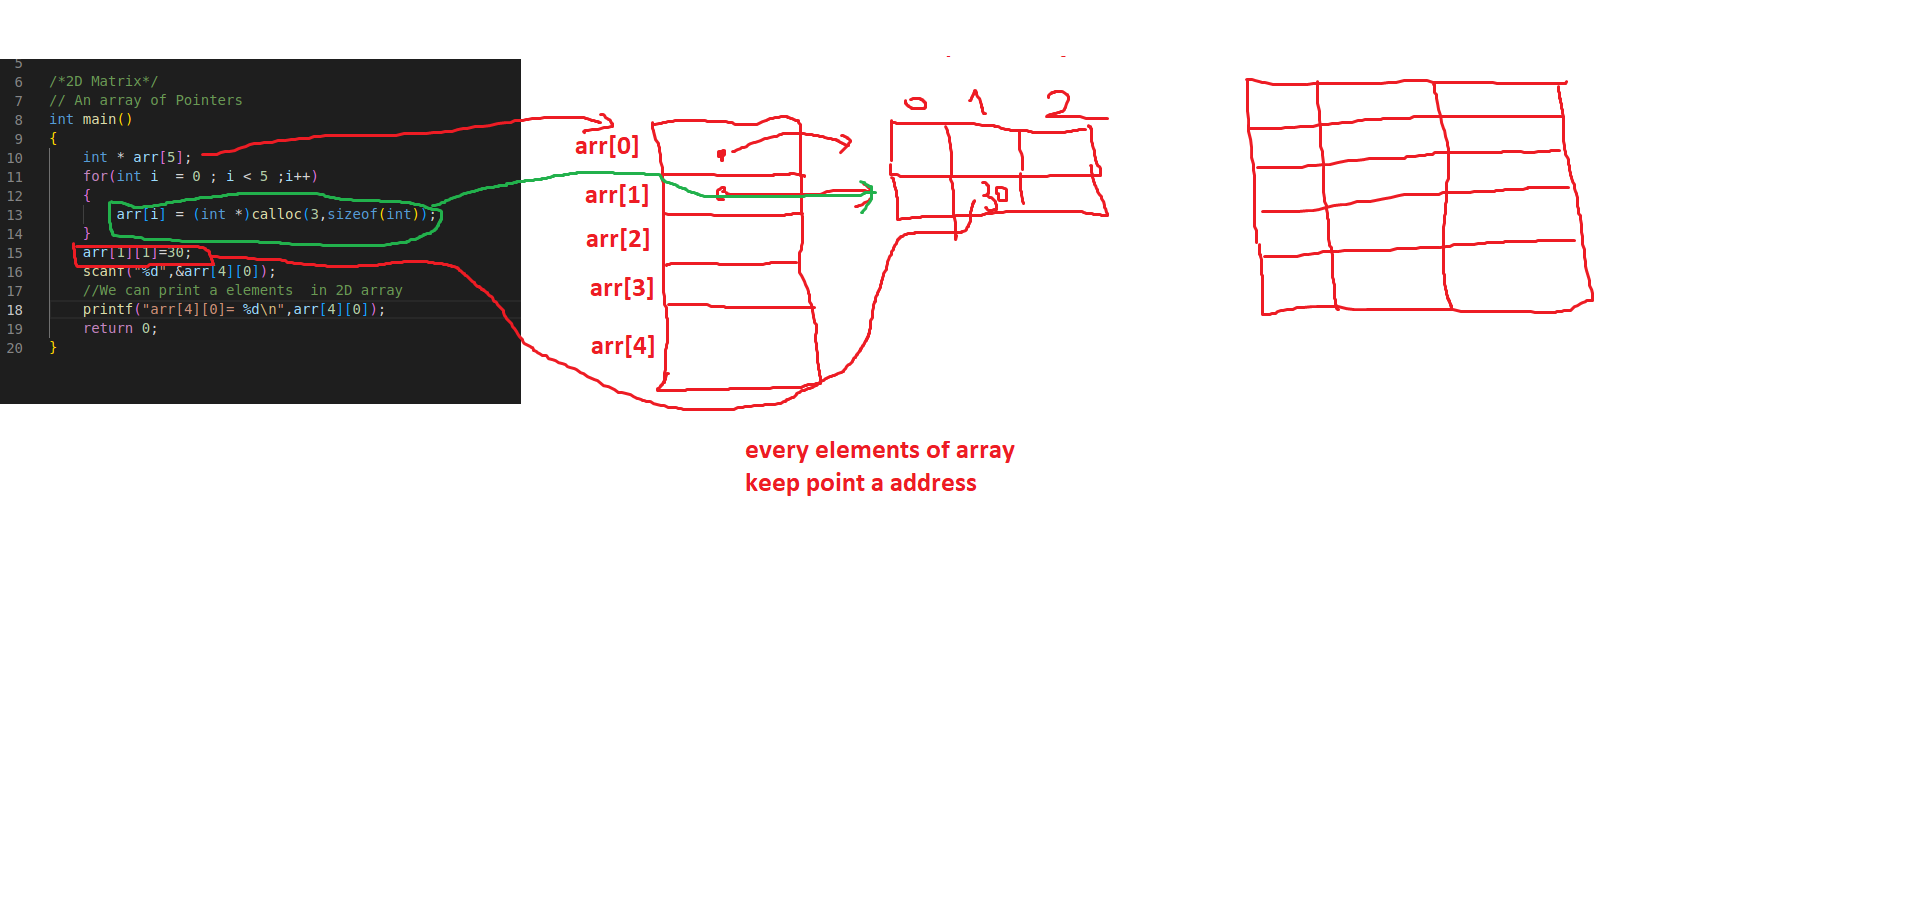 5
6 /*2D Matrix*/
7 // An array of Pointers
8 int main()
9 {
10 int * arr[5];
11 for(int i  = 0 ; i < 5 ;i++)
12 {
13 arr[i] = (int *)calloc(3,sizeof(int));
14 }
15 arr[1][1]=30;
16 scanf("%d",&arr[4][0]);
17 //We can print a elements  in 2D array
18 printf("arr[4][0]= %d\n",arr[4][0]);
19 return 0;
20 }
0 1 2
arr[0]
arr[1] 30
arr[2]
arr[3]
arr[4]
every elements of array
keep point a address